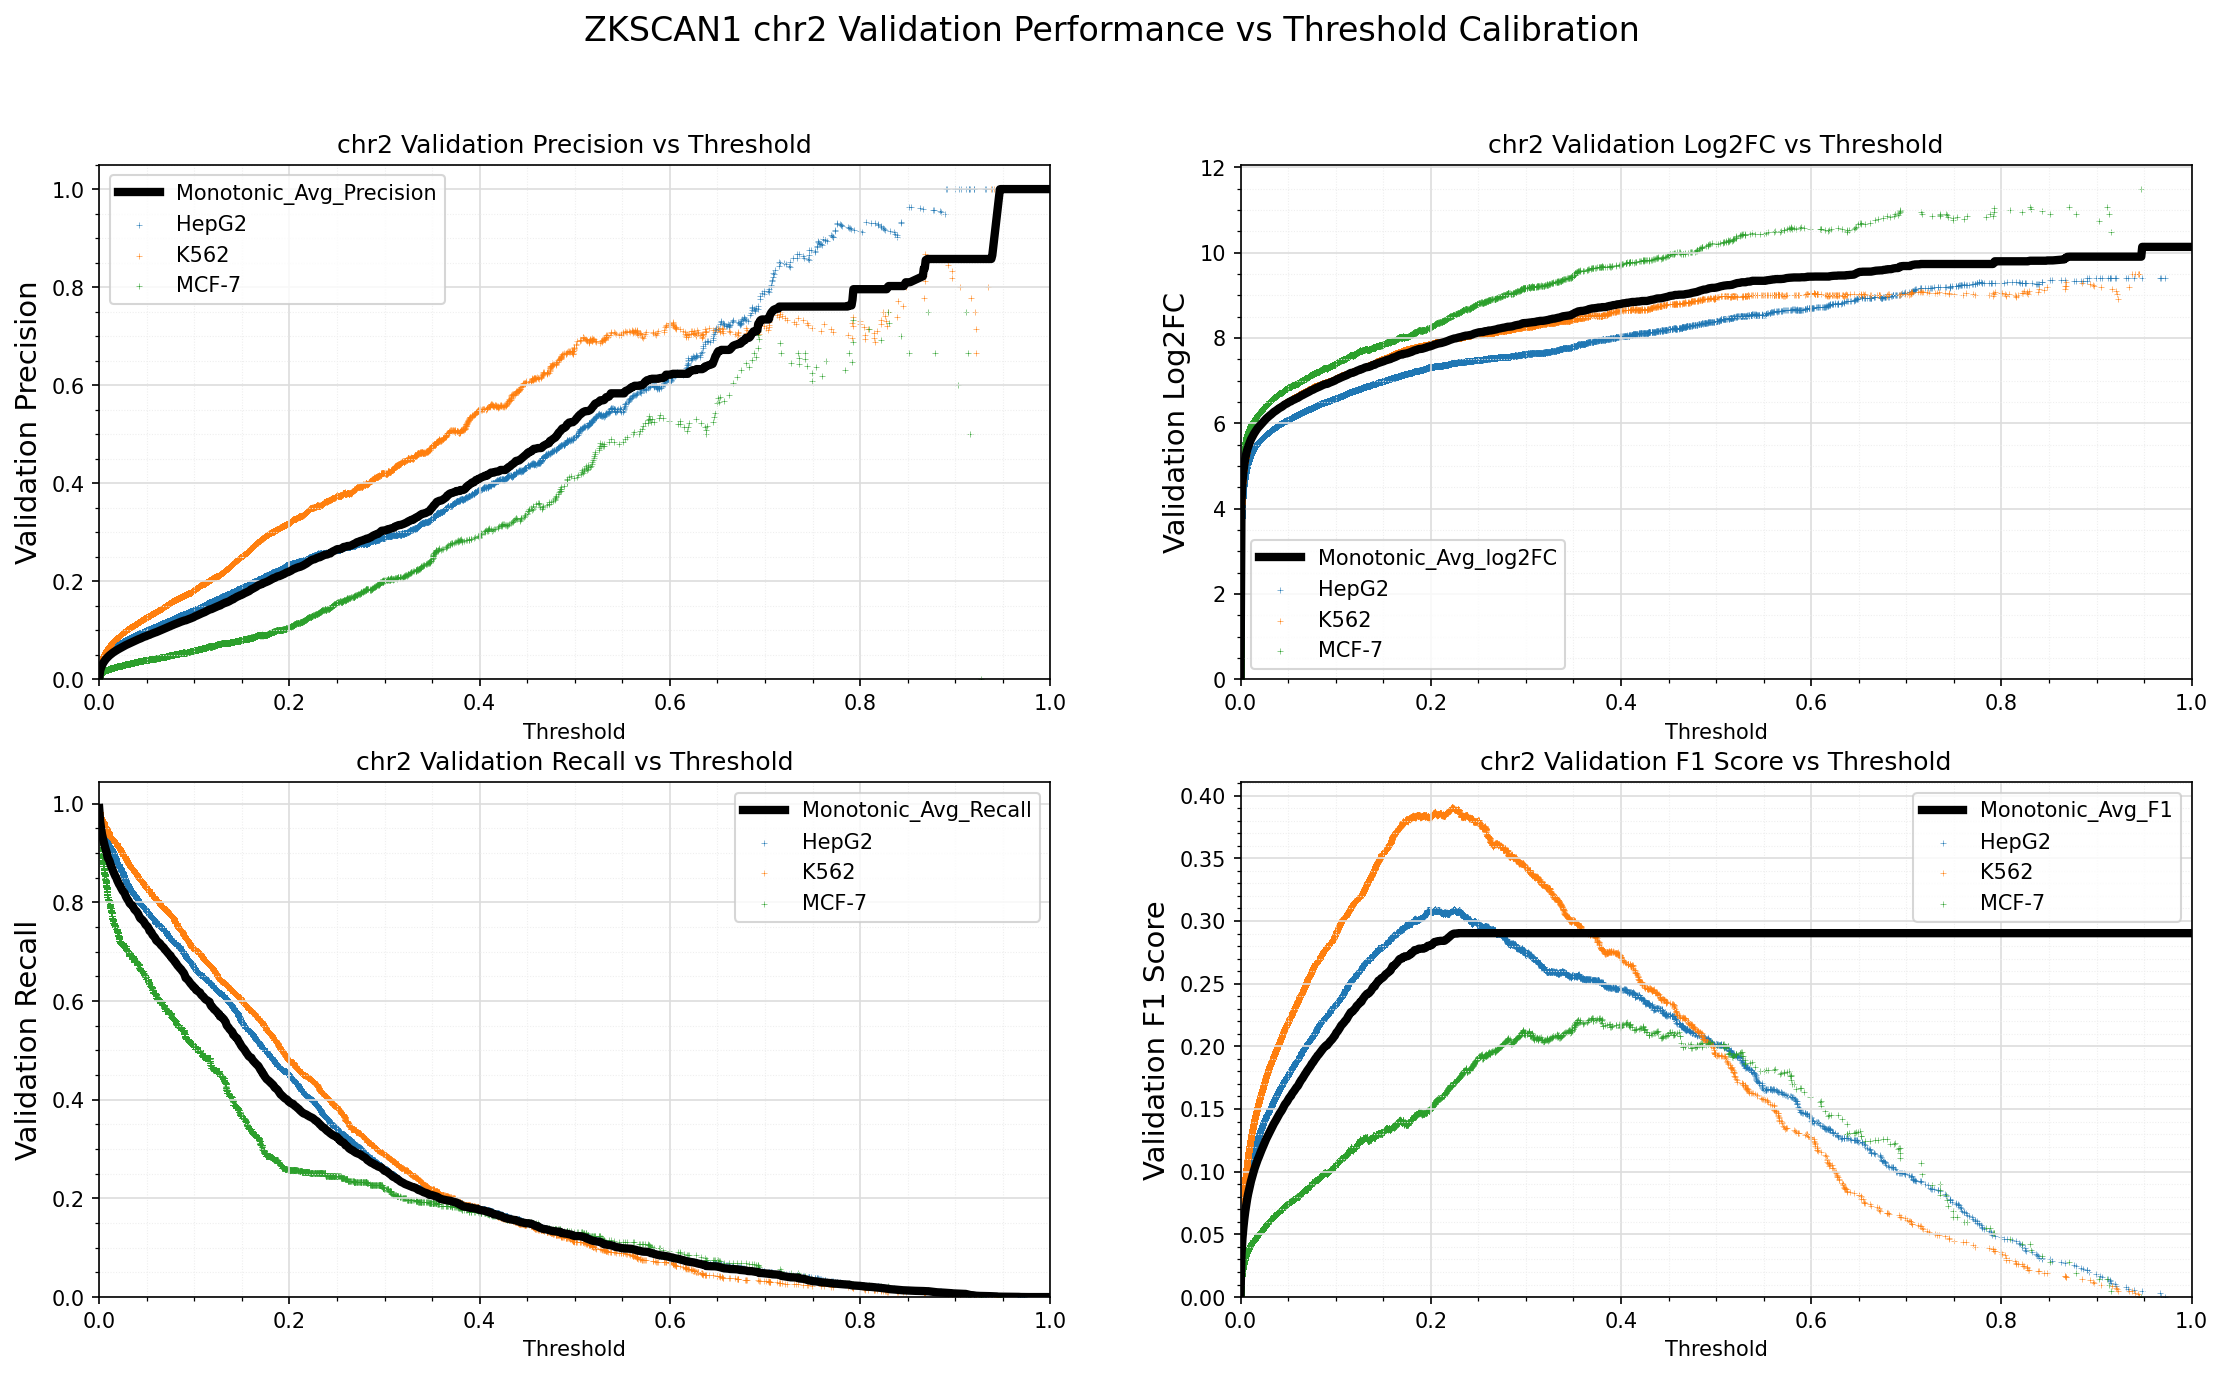 ZKSCAN1 chr2 Validation Performance vs Threshold Calibration
chr2 Validation Precision vs Threshold
Validation Precision
1.0
0.8
0.6
0.4
0.2
0.0
Monotonic_Avg_Precision
HepG2
K562
MCF-7
0.0 0.2 0.4 0.6 0.8 1.0
Threshold
chr2 Validation Log2FC vs Threshold
Validation Log2FC
12
10
8
6
4
2
0
Monotonic_Avg_log2FC
HepG2
K562
MCF-7
0.0 0.2 0.4 0.6 0.8 1.0
Threshold
chr2 Validation Recall vs Threshold
Validation Recall
1.0
0.8
0.6
0.4
0.2
0.0
Monotonic_Avg_Recall
HepG2
K562
MCF-7
0.0 0.2 0.4 0.6 0.8 1.0
Threshold
chr2 Validation F1 Score vs Threshold
Validation F1 Score
0.40
0.35
0.30
0.25
0.20
0.15
0.10
0.05
0.00
Monotonic_Avg_F1
HepG2
K562
MCF-7
0.0 0.2 0.4 0.6 0.8 1.0
Threshold